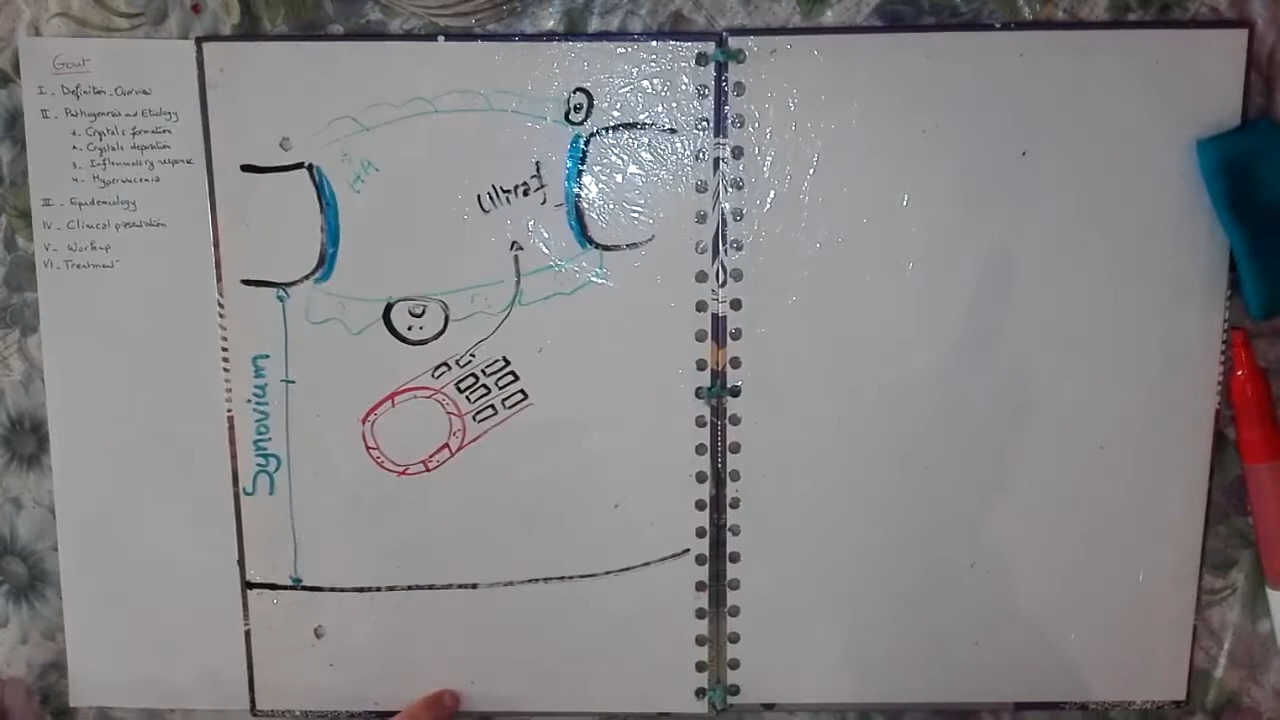 Gout
I - Definition - Overview
II - Pathogenesis and Etiology
1. Crystals formation
2. Crystals deposition
3. Inflammatory response
4. Hyperuricemia
III - Epidemiology
IV - Clinical presentation
V - Workup
VI - Treatment
HA
Ultraf
Synovium